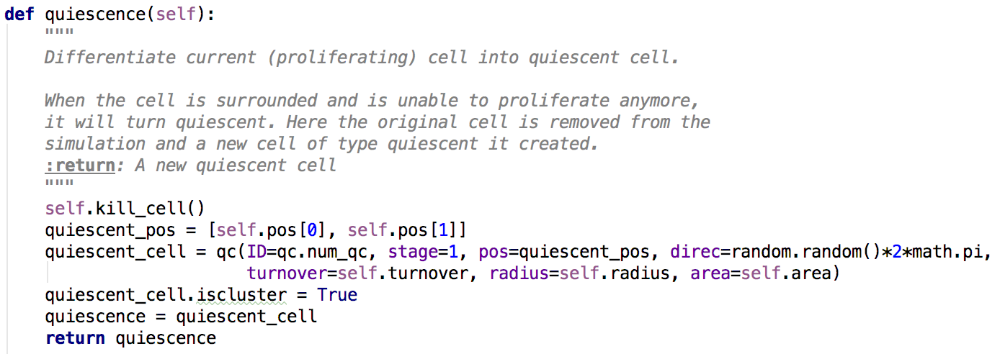 def quiescence(self):
    """
    Differentiate current (proliferating) cell into quiescent cell.

    When the cell is surrounded and is unable to proliferate anymore,
    it will turn quiescent. Here the original cell is removed from the
    simulation and a new cell of type quiescent it created.
    :return: A new quiescent cell
    """
    self.kill_cell()
    quiescent_pos = [self.pos[0], self.pos[1]]
    quiescent_cell = qc(ID=qc.num_qc, stage=1, pos=quiescent_pos, direc=random.random()*2*math.pi,
                        turnover=self.turnover, radius=self.radius, area=self.area)
    quiescent_cell.iscluster = True
    quiescence = quiescent_cell
    return quiescence